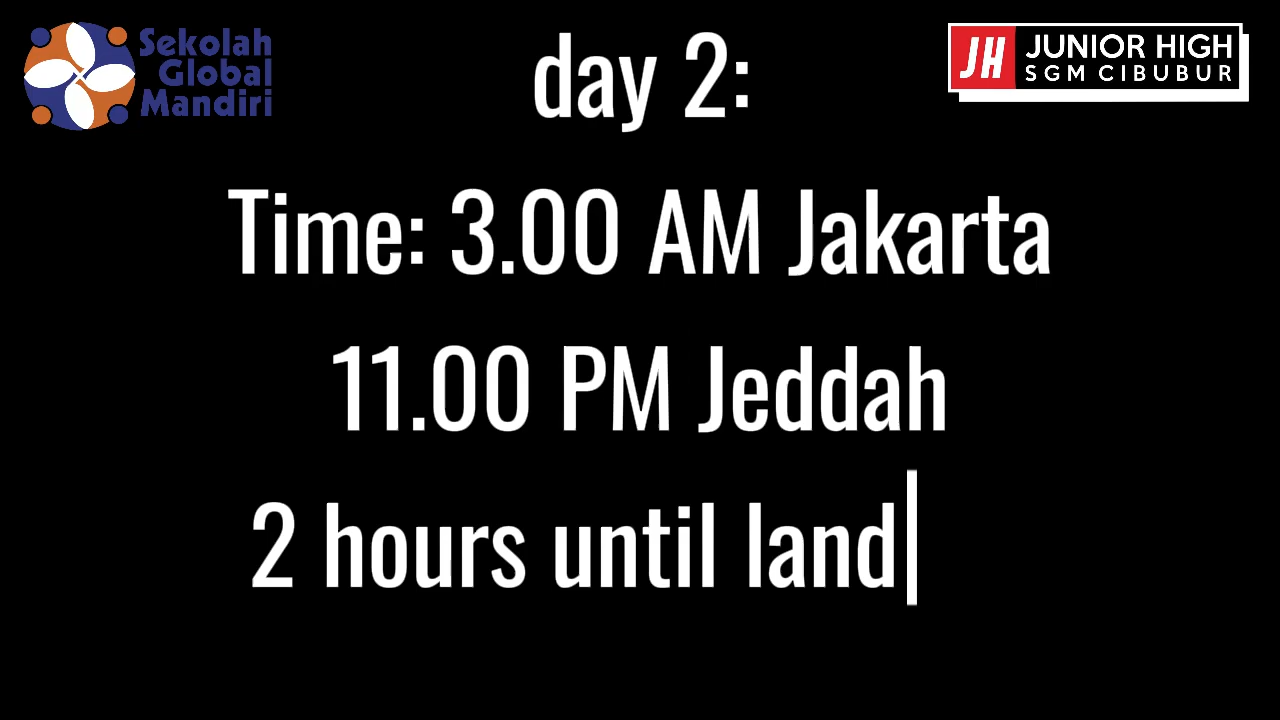 Sekolah
Global
Mandiri
day 2:
JH JUNIOR HIGH
SGM CIBUBUR
Time: 3.00 AM Jakarta
11.00 PM Jeddah
2 hours until land